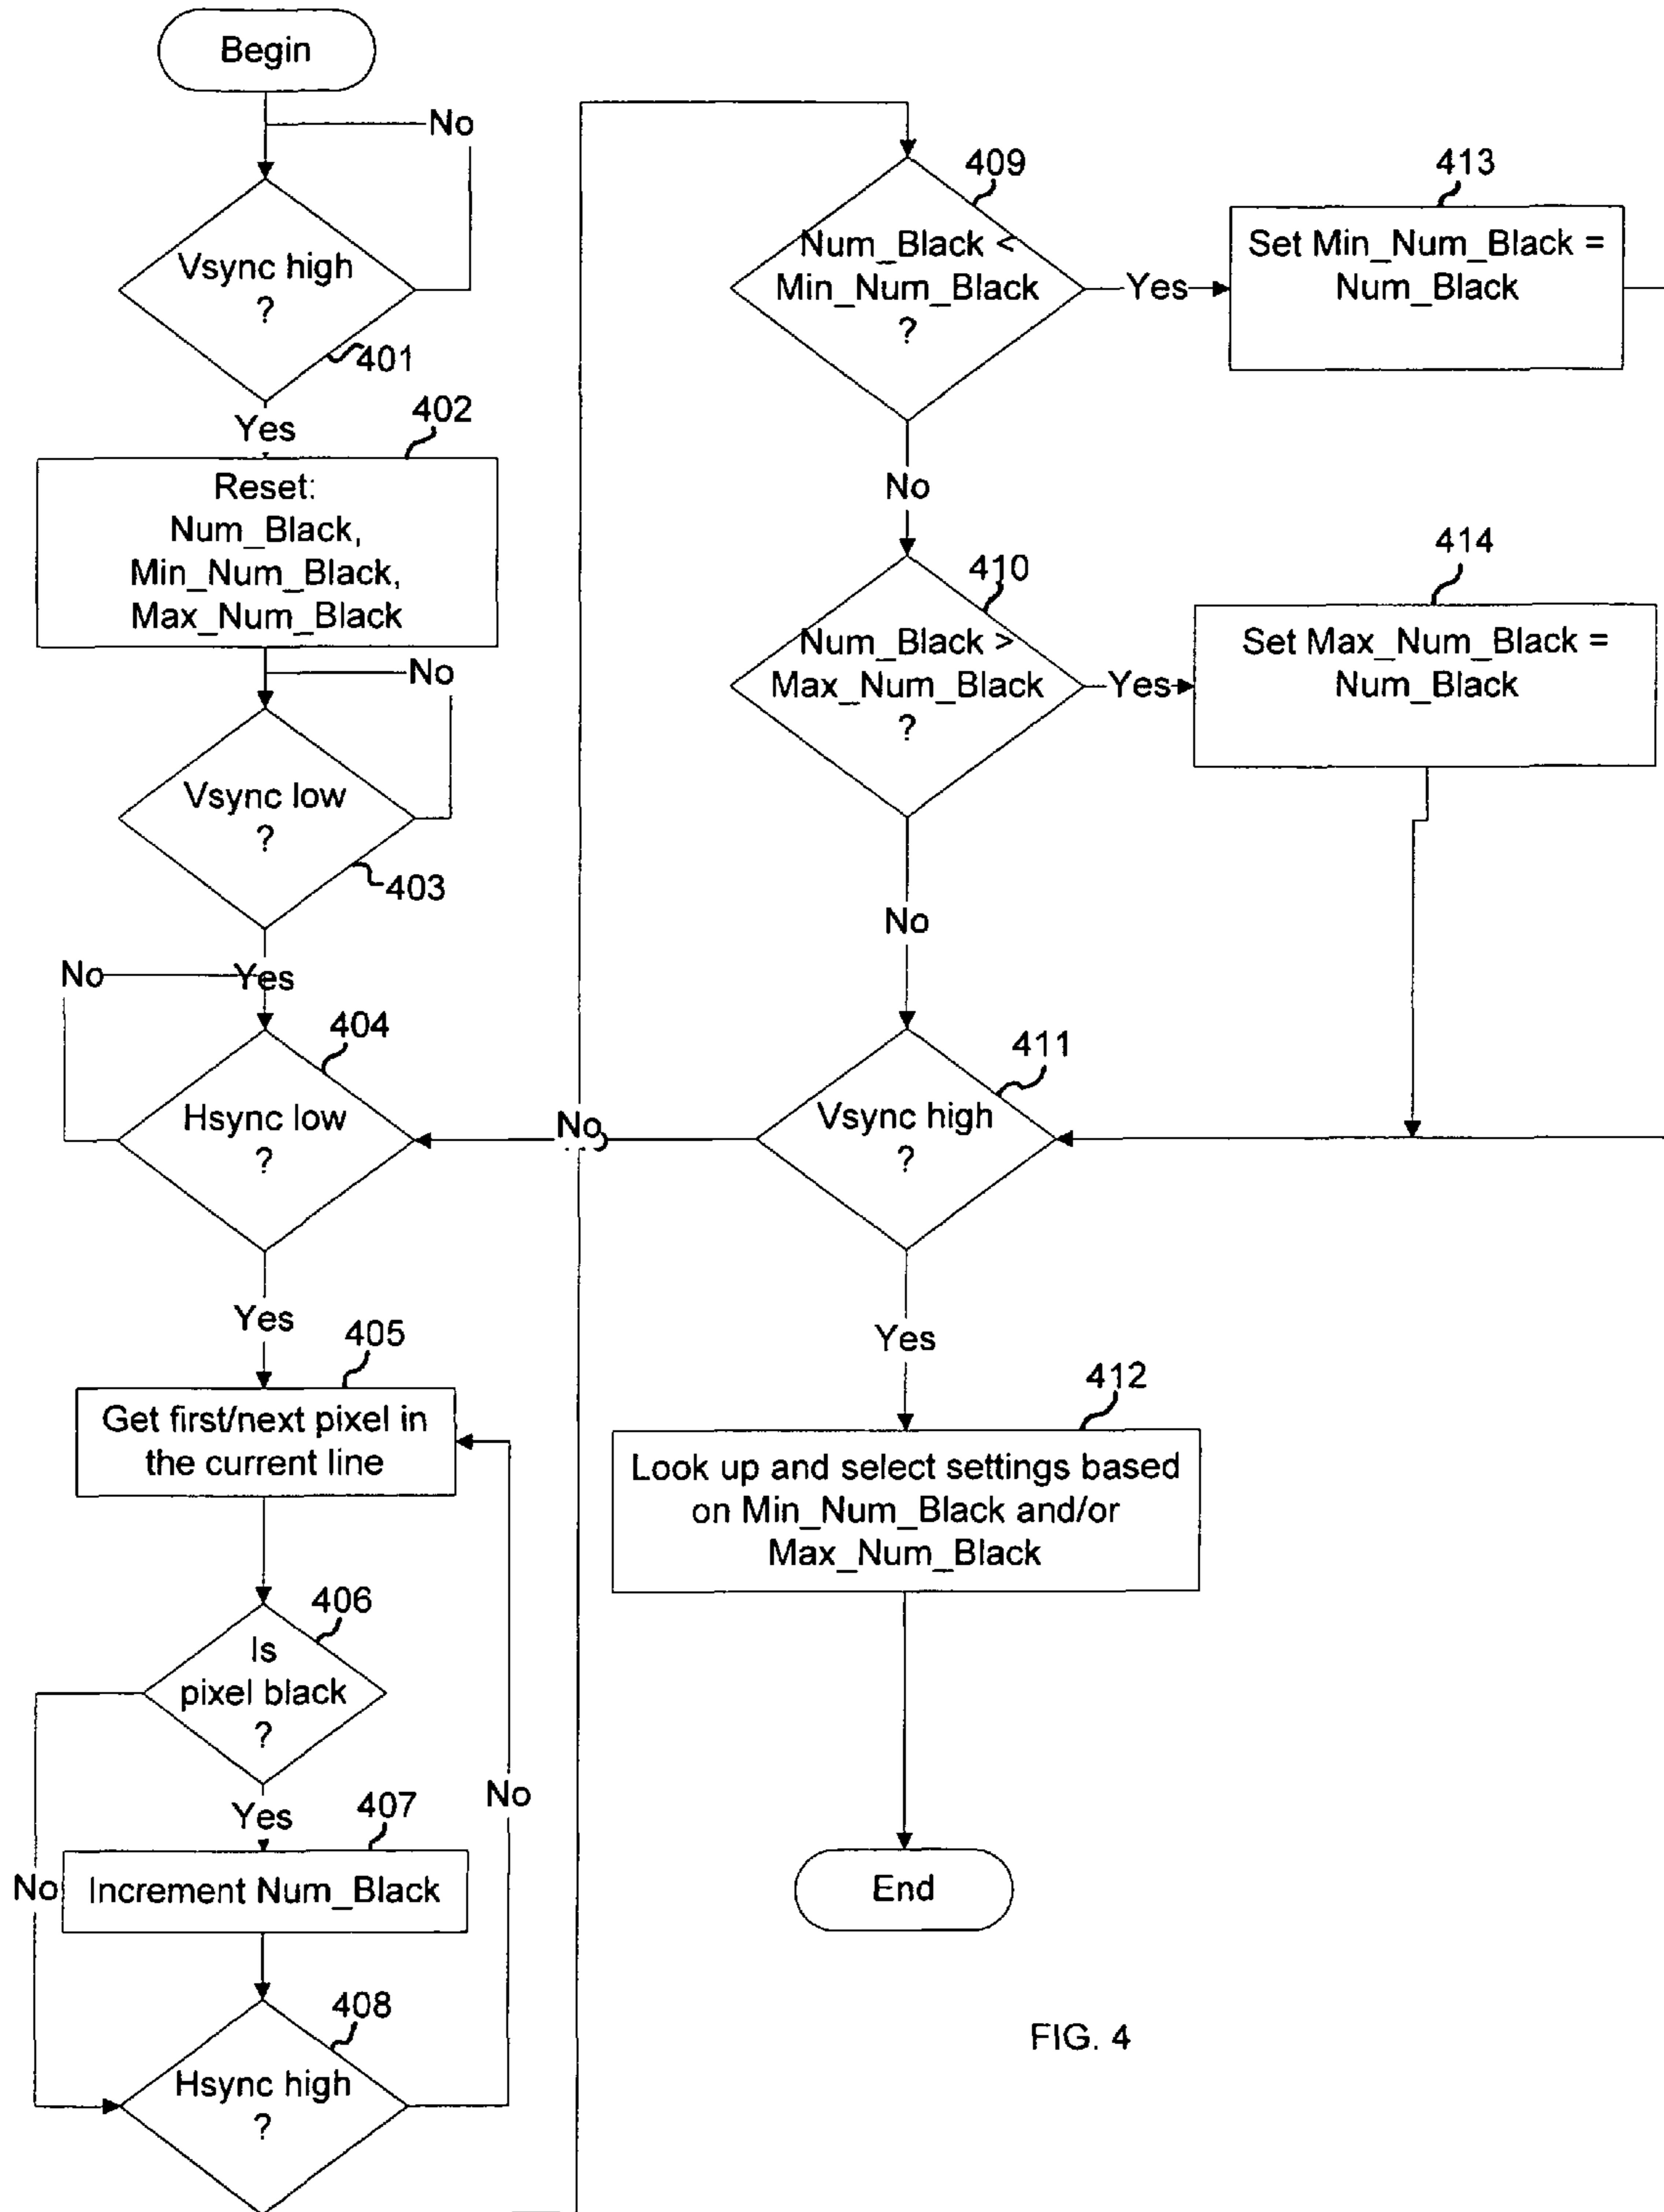 Begin
No
Vsync high
?
401
Yes
402
Reset:
Num_Black,
Min_Num_Black,
Max_Num_Black
No
Vsync low
?
403
Yes
No
404
Hsync low
?
Yes
405
Get first/next pixel in
the current line
406
Is
pixel black
?
Yes
No
407
Increment Num_Black
No
408
Hsync high
?
409
Num_Black <
Min_Num_Black
?
Yes
413
Set Min_Num_Black =
Num_Black
No
410
Num_Black >
Max_Num_Black
?
Yes
414
Set Max_Num_Black =
Num_Black
No
411
Vsync high
?
No
Yes
412
Look up and select settings based
on Min_Num_Black and/or
Max_Num_Black
End
FIG. 4